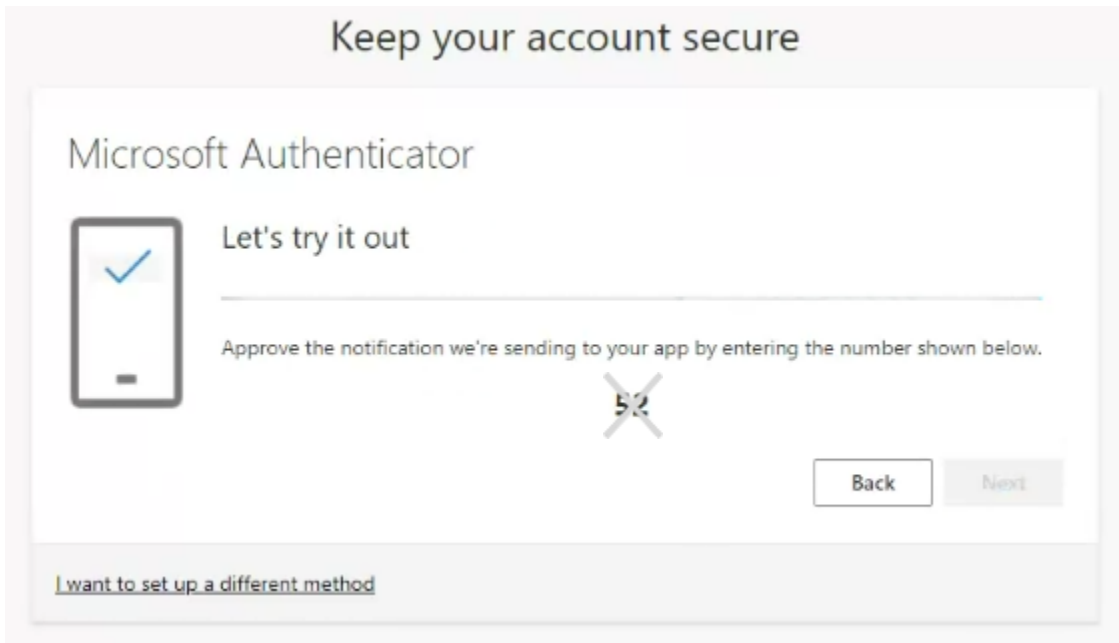 Keep your account secure
Microsoft Authenticator
Let's try it out
Approve the notification we're sending to your app by entering the number shown below.
52
Back
Next
I want to set up a different method